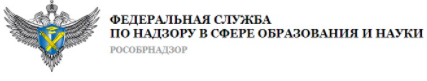 ФЕДЕРАЛЬНАЯ СЛУЖБА
ПО НАДЗОРУ В СФЕРЕ ОБРАЗОВАНИЯ И НАУКИ
РОСОБРНАДЗОР